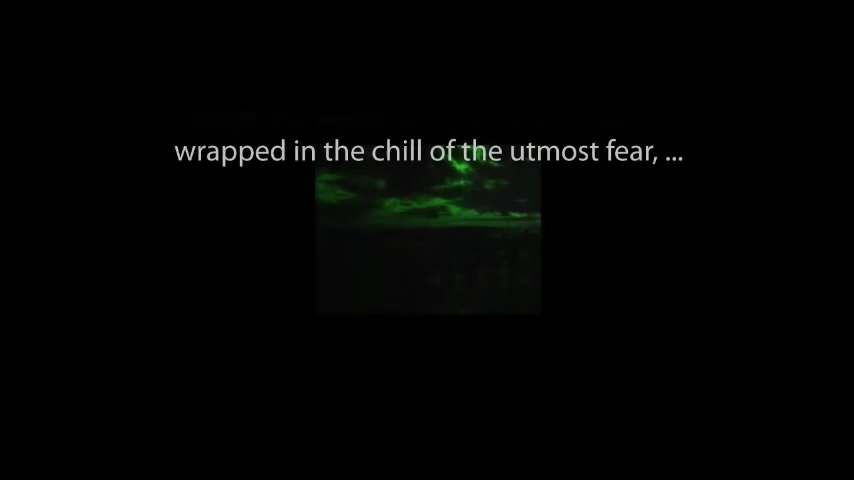 wrapped in the chill of the utmost fear, ...